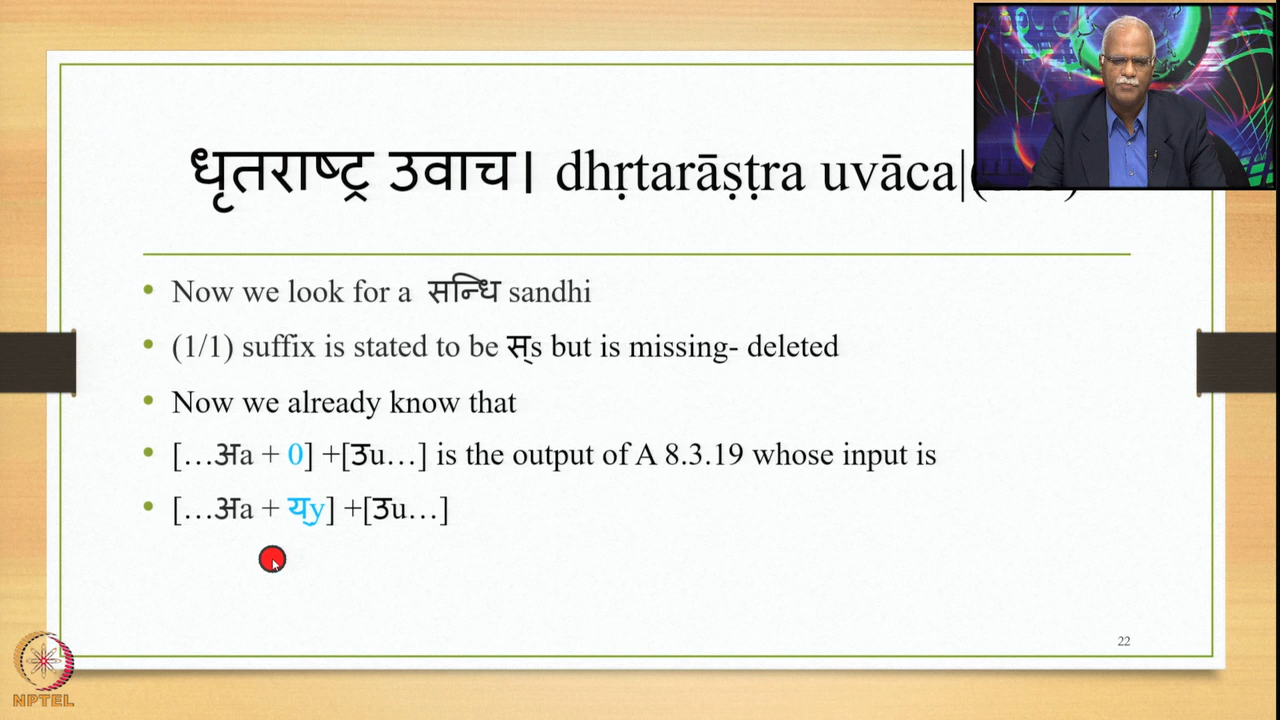 धृतराष्ट्र उवाच। dhṛtarāṣṭra uvāca|
• Now we look for a सन्धि sandhi
• (1/1) suffix is stated to be स्s but is missing- deleted
• Now we already know that
• […अa + 0] +[उu…] is the output of A 8.3.19 whose input is
• […अa + य्y] +[उu…]
22
NPTEL